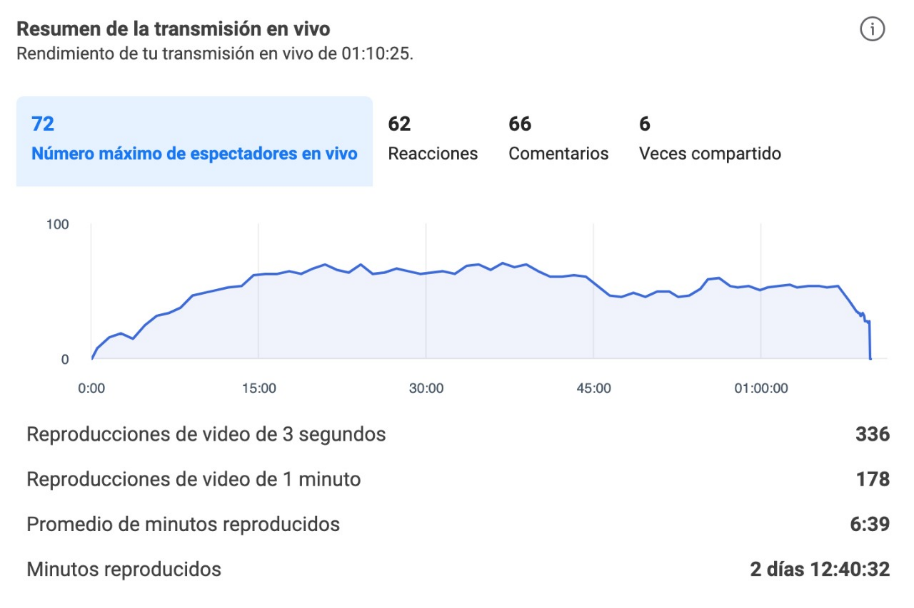 Resumen de la transmisión en vivo
Rendimiento de tu transmisión en vivo de 01:10:25.
72
Número máximo de espectadores en vivo
62
Reacciones
66
Comentarios
6
Veces compartido
100
0
0:00 15:00 30:00 45:00 01:00:00
Reproducciones de video de 3 segundos 336
Reproducciones de video de 1 minuto 178
Promedio de minutos reproducidos 6:39
Minutos reproducidos 2 días 12:40:32